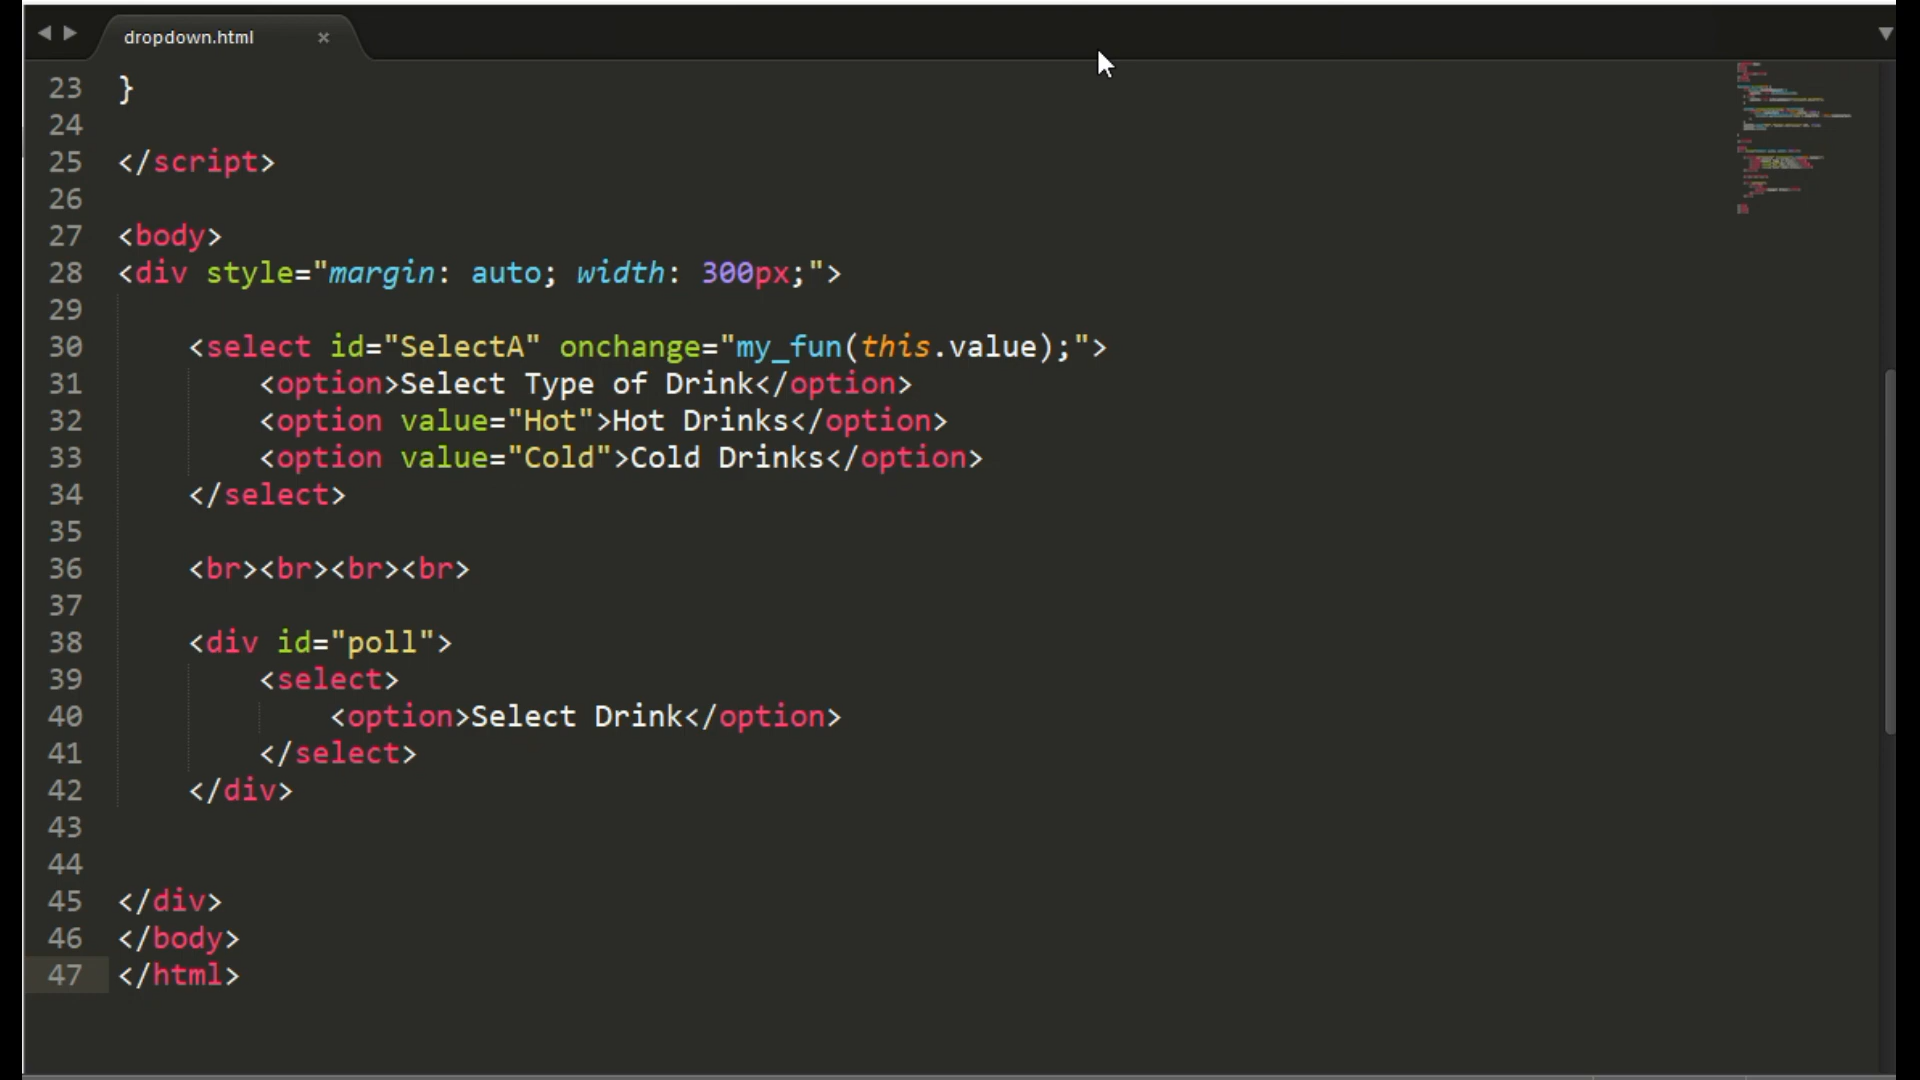 dropdown.html ×
23 }
24
25 </script>
26
27 <body>
28 <div style="margin: auto; width: 300px;">
29
30 <select id="SelectA" onchange="my_fun(this.value);">
31 <option>Select Type of Drink</option>
32 <option value="Hot">Hot Drinks</option>
33 <option value="Cold">Cold Drinks</option>
34 </select>
35
36 <br><br><br><br>
37
38 <div id="poll">
39 <select>
40 <option>Select Drink</option>
41 </select>
42 </div>
43
44
45 </div>
46 </body>
47 </html>